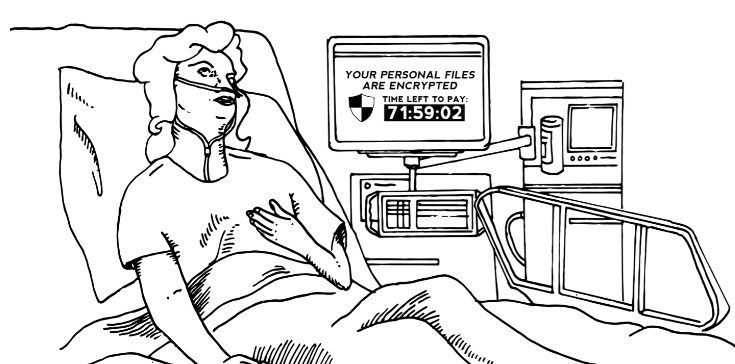 YOUR PERSONAL FILES
ARE ENCRYPTED
TIME LEFT TO PAY:
71:59:02